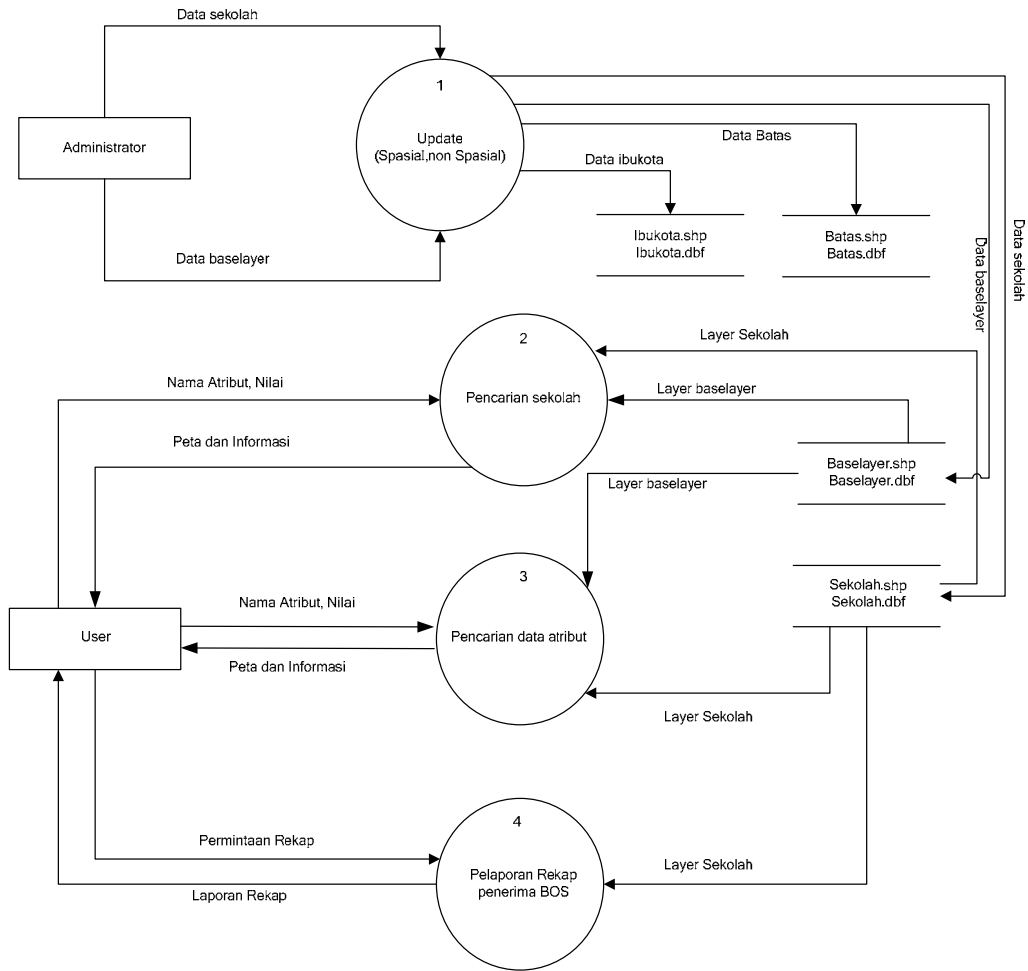 Data sekolah
1
Update
(Spasial,non Spasial)
Administrator
Data Batas
Data ibukota
Ibukota.shp
Ibukota.dbf
Batas.shp
Batas.dbf
Data baselayer
Data sekolah
Data baselayer
2
Pencarian sekolah
Layer Sekolah
Layer baselayer
Nama Atribut, Nilai
Peta dan Informasi
Baselayer.shp
Baselayer.dbf
Layer baselayer
3
Pencarian data atribut
Sekolah.shp
Sekolah.dbf
Nama Atribut, Nilai
User
Peta dan Informasi
Layer Sekolah
4
Pelaporan Rekap
penerima BOS
Permintaan Rekap
Layer Sekolah
Laporan Rekap